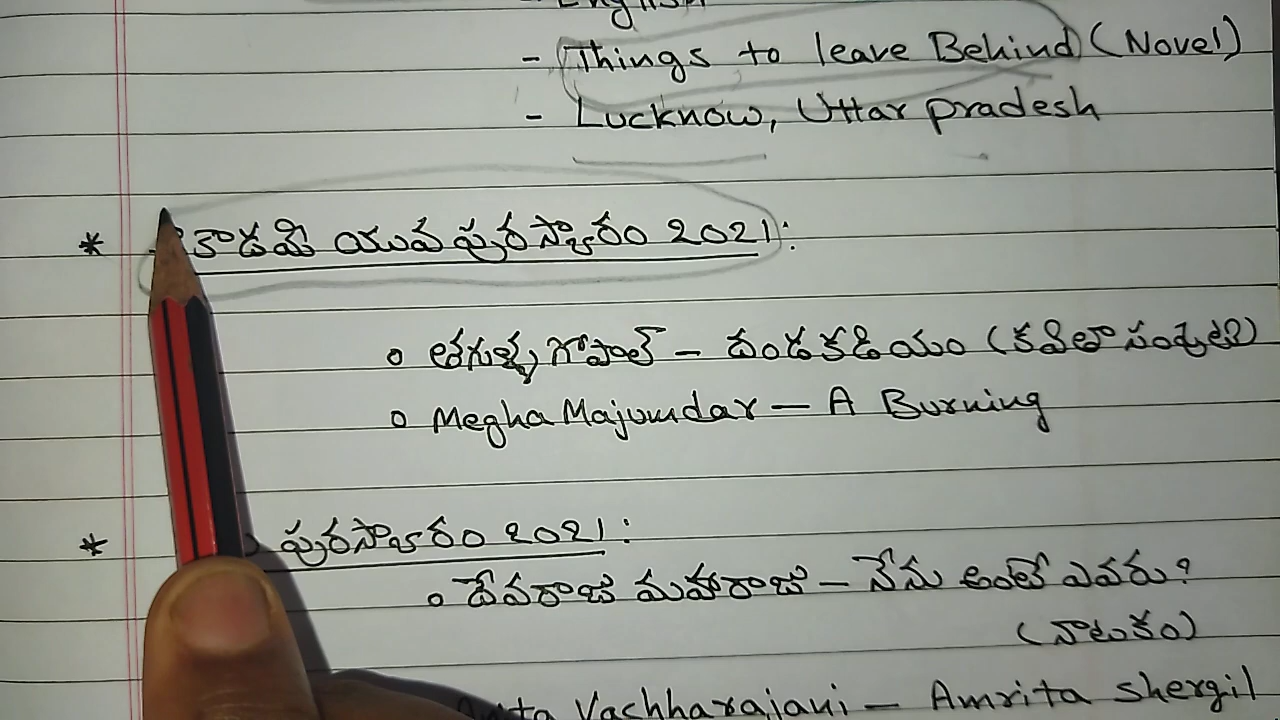 - English
- Things to leave Behind (Novel)
- Lucknow, Uttar pradesh
* అకాడమీ యువ పురస్కారం 2021:
o తగుళ్ళ గోపాల్ - దండకడియం (కవితా సంపుటి)
o Megha Majumdar - A Burning
* పురస్కారం 2021:
o దేవరాజు మహారాజు - నేను అంటే ఎవరు?
(నాటకం)
Vachharajani - Amrita Shergil